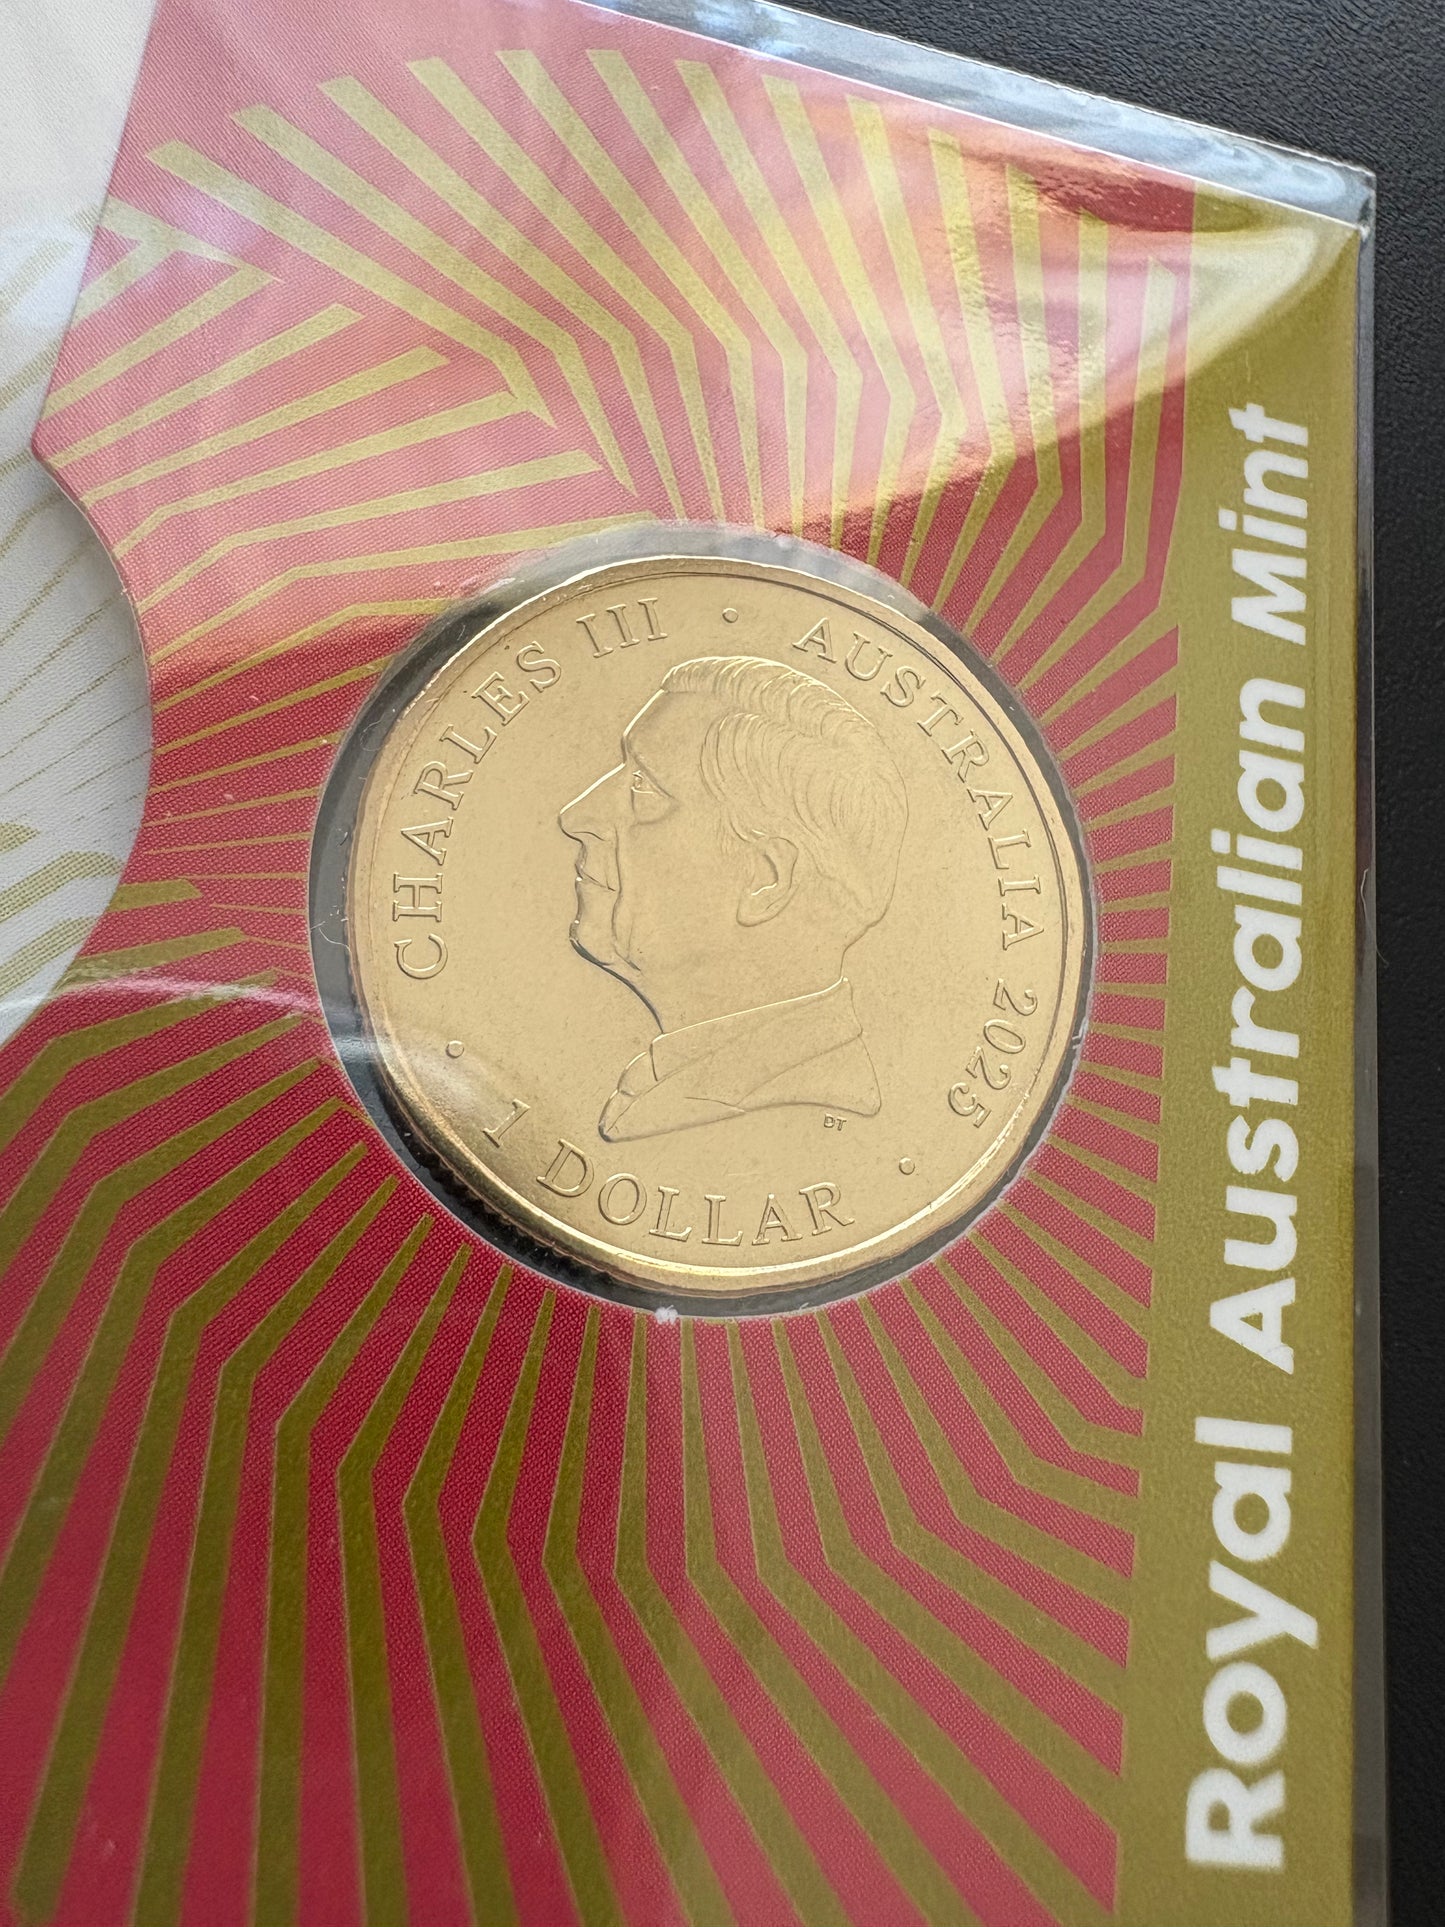 CHARLES III • AUSTRALIA 2025 •
1 DOLLAR •
DT
Royal Australian Mint